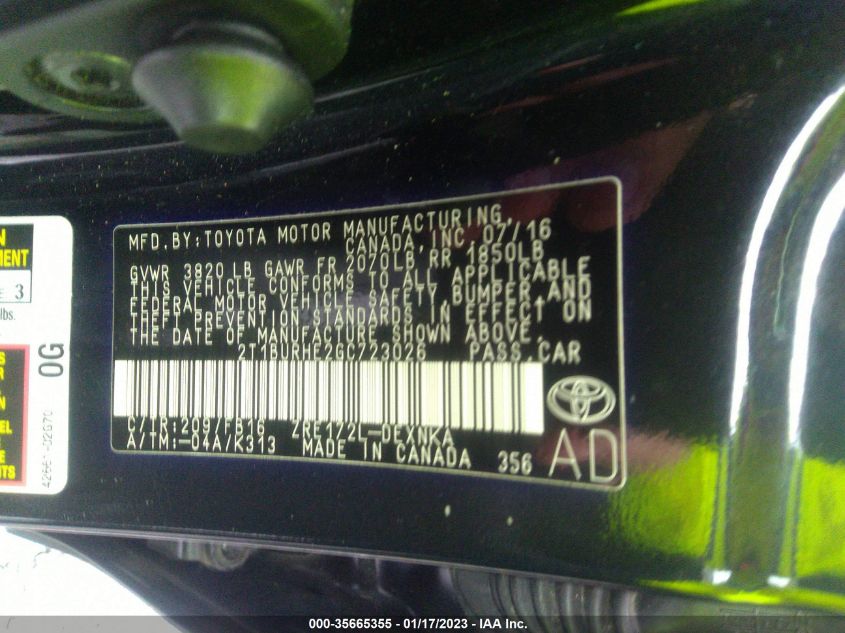 MFD.BY:TOYOTA MOTOR MANUFACTURING,
CANADA, INC. 07/16
GVWR 3820 LB GAWR FR 2070LB RR 1850LB
THIS VEHICLE CONFORMS TO ALL APPLICABLE
FEDERAL MOTOR VEHICLE SAFETY, BUMPER, AND
THEFT PREVENTION STANDARDS IN EFFECT ON
THE DATE OF MANUFACTURE SHOWN ABOVE.
2T1BURHE2GC723026 PASS.CAR
C/TR:209/FB16 ZRE172L-DEXNKA
A/TM:-04A/K313 MADE IN CANADA 356
AD
3
lbs.
0G
000-35665355 - 01/17/2023 - IAA Inc.